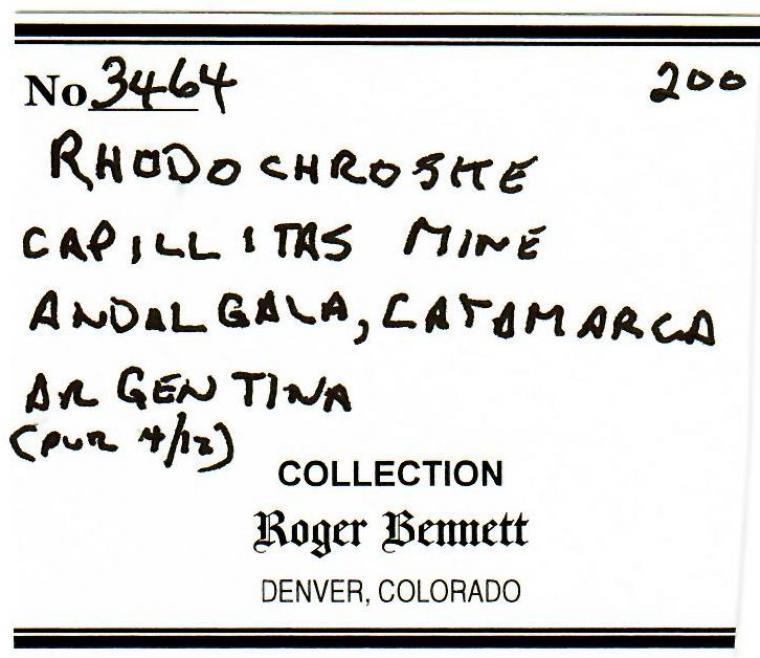 No 3464 200
RHODOCHROSITE
CAPILLITAS MINE
ANDALGALA, CATAMARCA
ARGENTINA
(PUR 4/12)
COLLECTION
Roger Bennett
DENVER, COLORADO